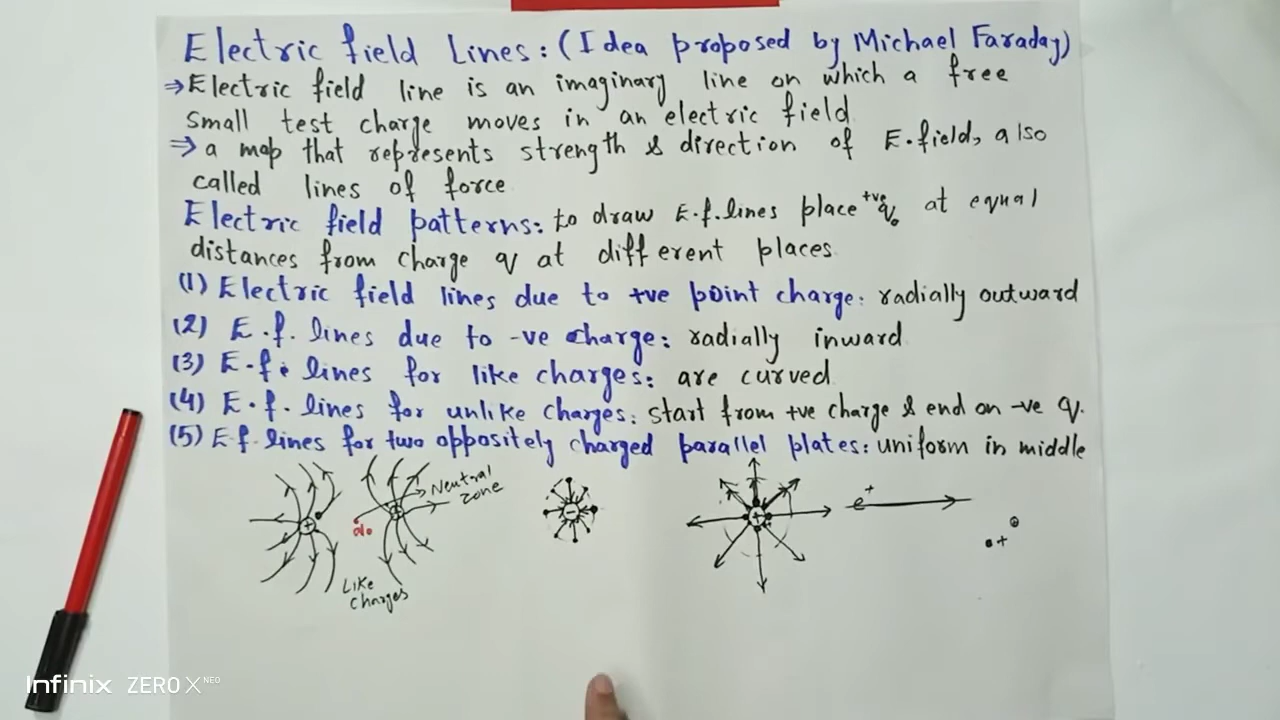 Electric field Lines: (Idea proposed by Michael Faraday)
⇒ Electric field line is an imaginary line on which a free
small test charge moves in an electric field.
⇒ a map that represents strength & direction of E.field, also
called lines of force
Electric field patterns: to draw E.f.lines place +ve q₀ at equal
distances from charge q at different places.
(1) Electric field lines due to +ve point charge: radially outward
(2) E.f. lines due to -ve charge: radially inward.
(3) E.f. lines for like charges: are curved.
(4) E.f. lines for unlike charges: start from +ve charge & end on -ve q.
(5) E.f. lines for two oppositely charged parallel plates: uniform in middle
Neutral
zone
+
+
-
+
e+
+
Like
charges
Infinix ZERO X NEO